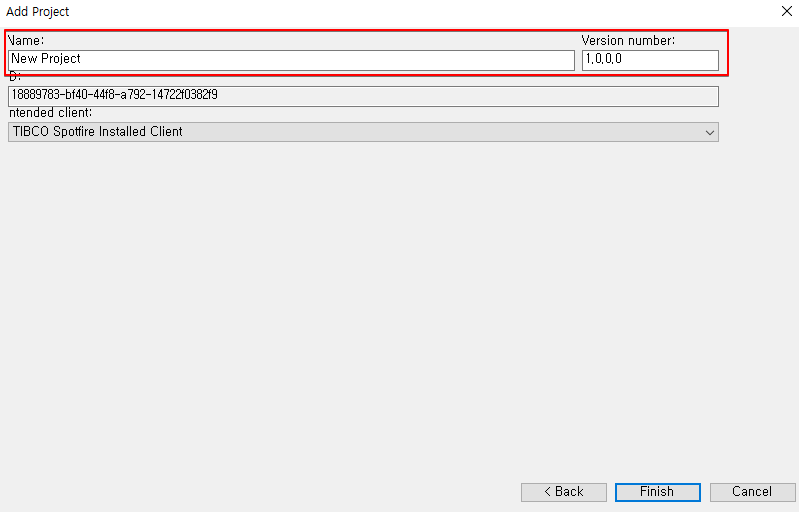 Add Project
Name: Version number:
New Project 1.0.0.0
D:
18889783-bf40-44f8-a792-14722f0382f9
ntended client:
TIBCO Spotfire Installed Client
< Back Finish Cancel